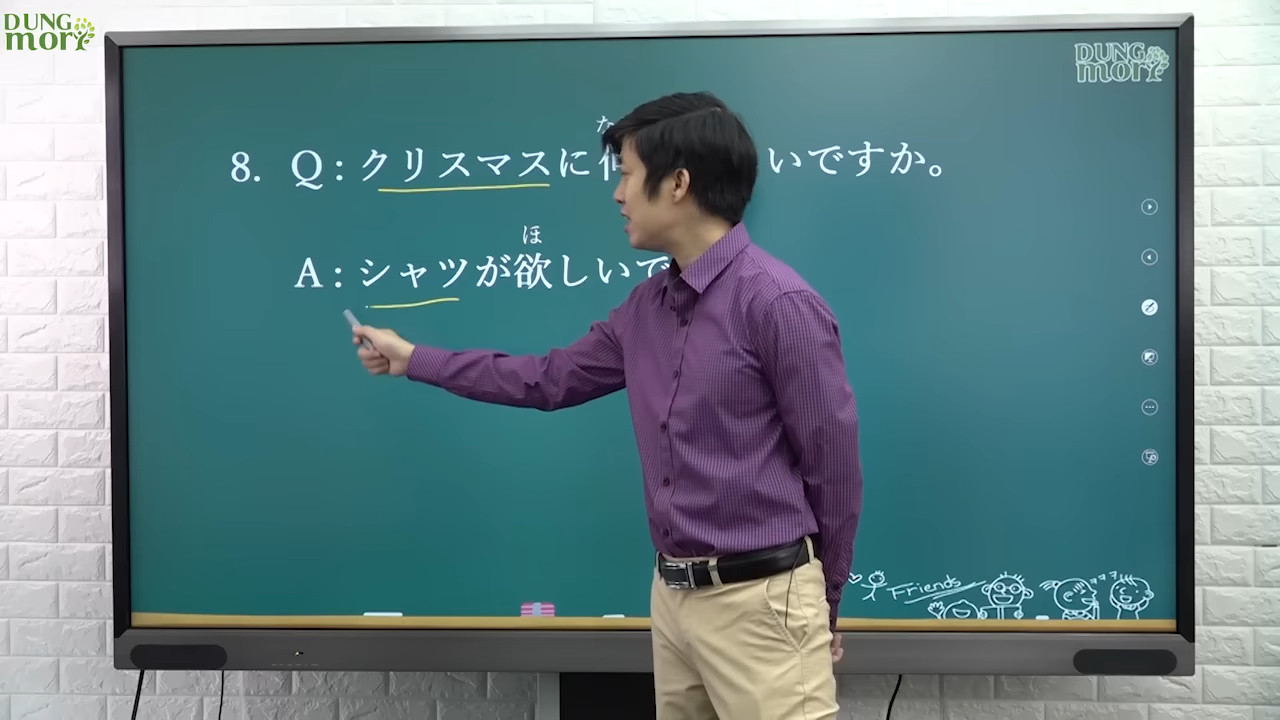 DUNG
mori
DUNG
mori
な
8. Q : クリスマスに いですか。
ほ
A : シャツが欲しいで
Friends